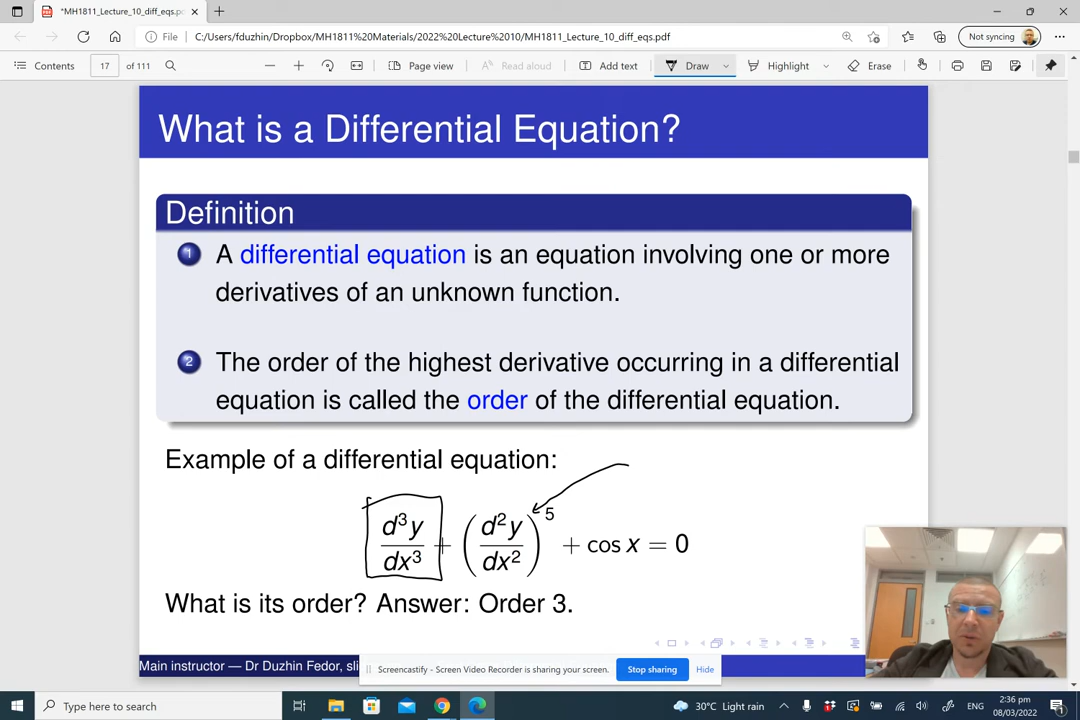 *MH1811_Lecture_10_diff_eqs.pd
File
C:/Users/fduzhin/Dropbox/MH1811%20Materials/2022%20Lecture%2010/MH1811_Lecture_10_diff_eqs.pdf
Not syncing
Contents
17
of 111
Page view
Read aloud
Add text
Draw
Highlight
Erase
What is a Differential Equation?
Definition
1 A differential equation is an equation involving one or more
derivatives of an unknown function.
2 The order of the highest derivative occurring in a differential
equation is called the order of the differential equation.
Example of a differential equation:
d³y/dx³ + (d²y/dx²)⁵ + cos x = 0
What is its order? Answer: Order 3.
Main instructor — Dr Duzhin Fedor, sli
Screencastify - Screen Video Recorder is sharing your screen.
Stop sharing
Hide
Type here to search
30°C Light rain
ENG
2:36 pm
08/03/2022
1